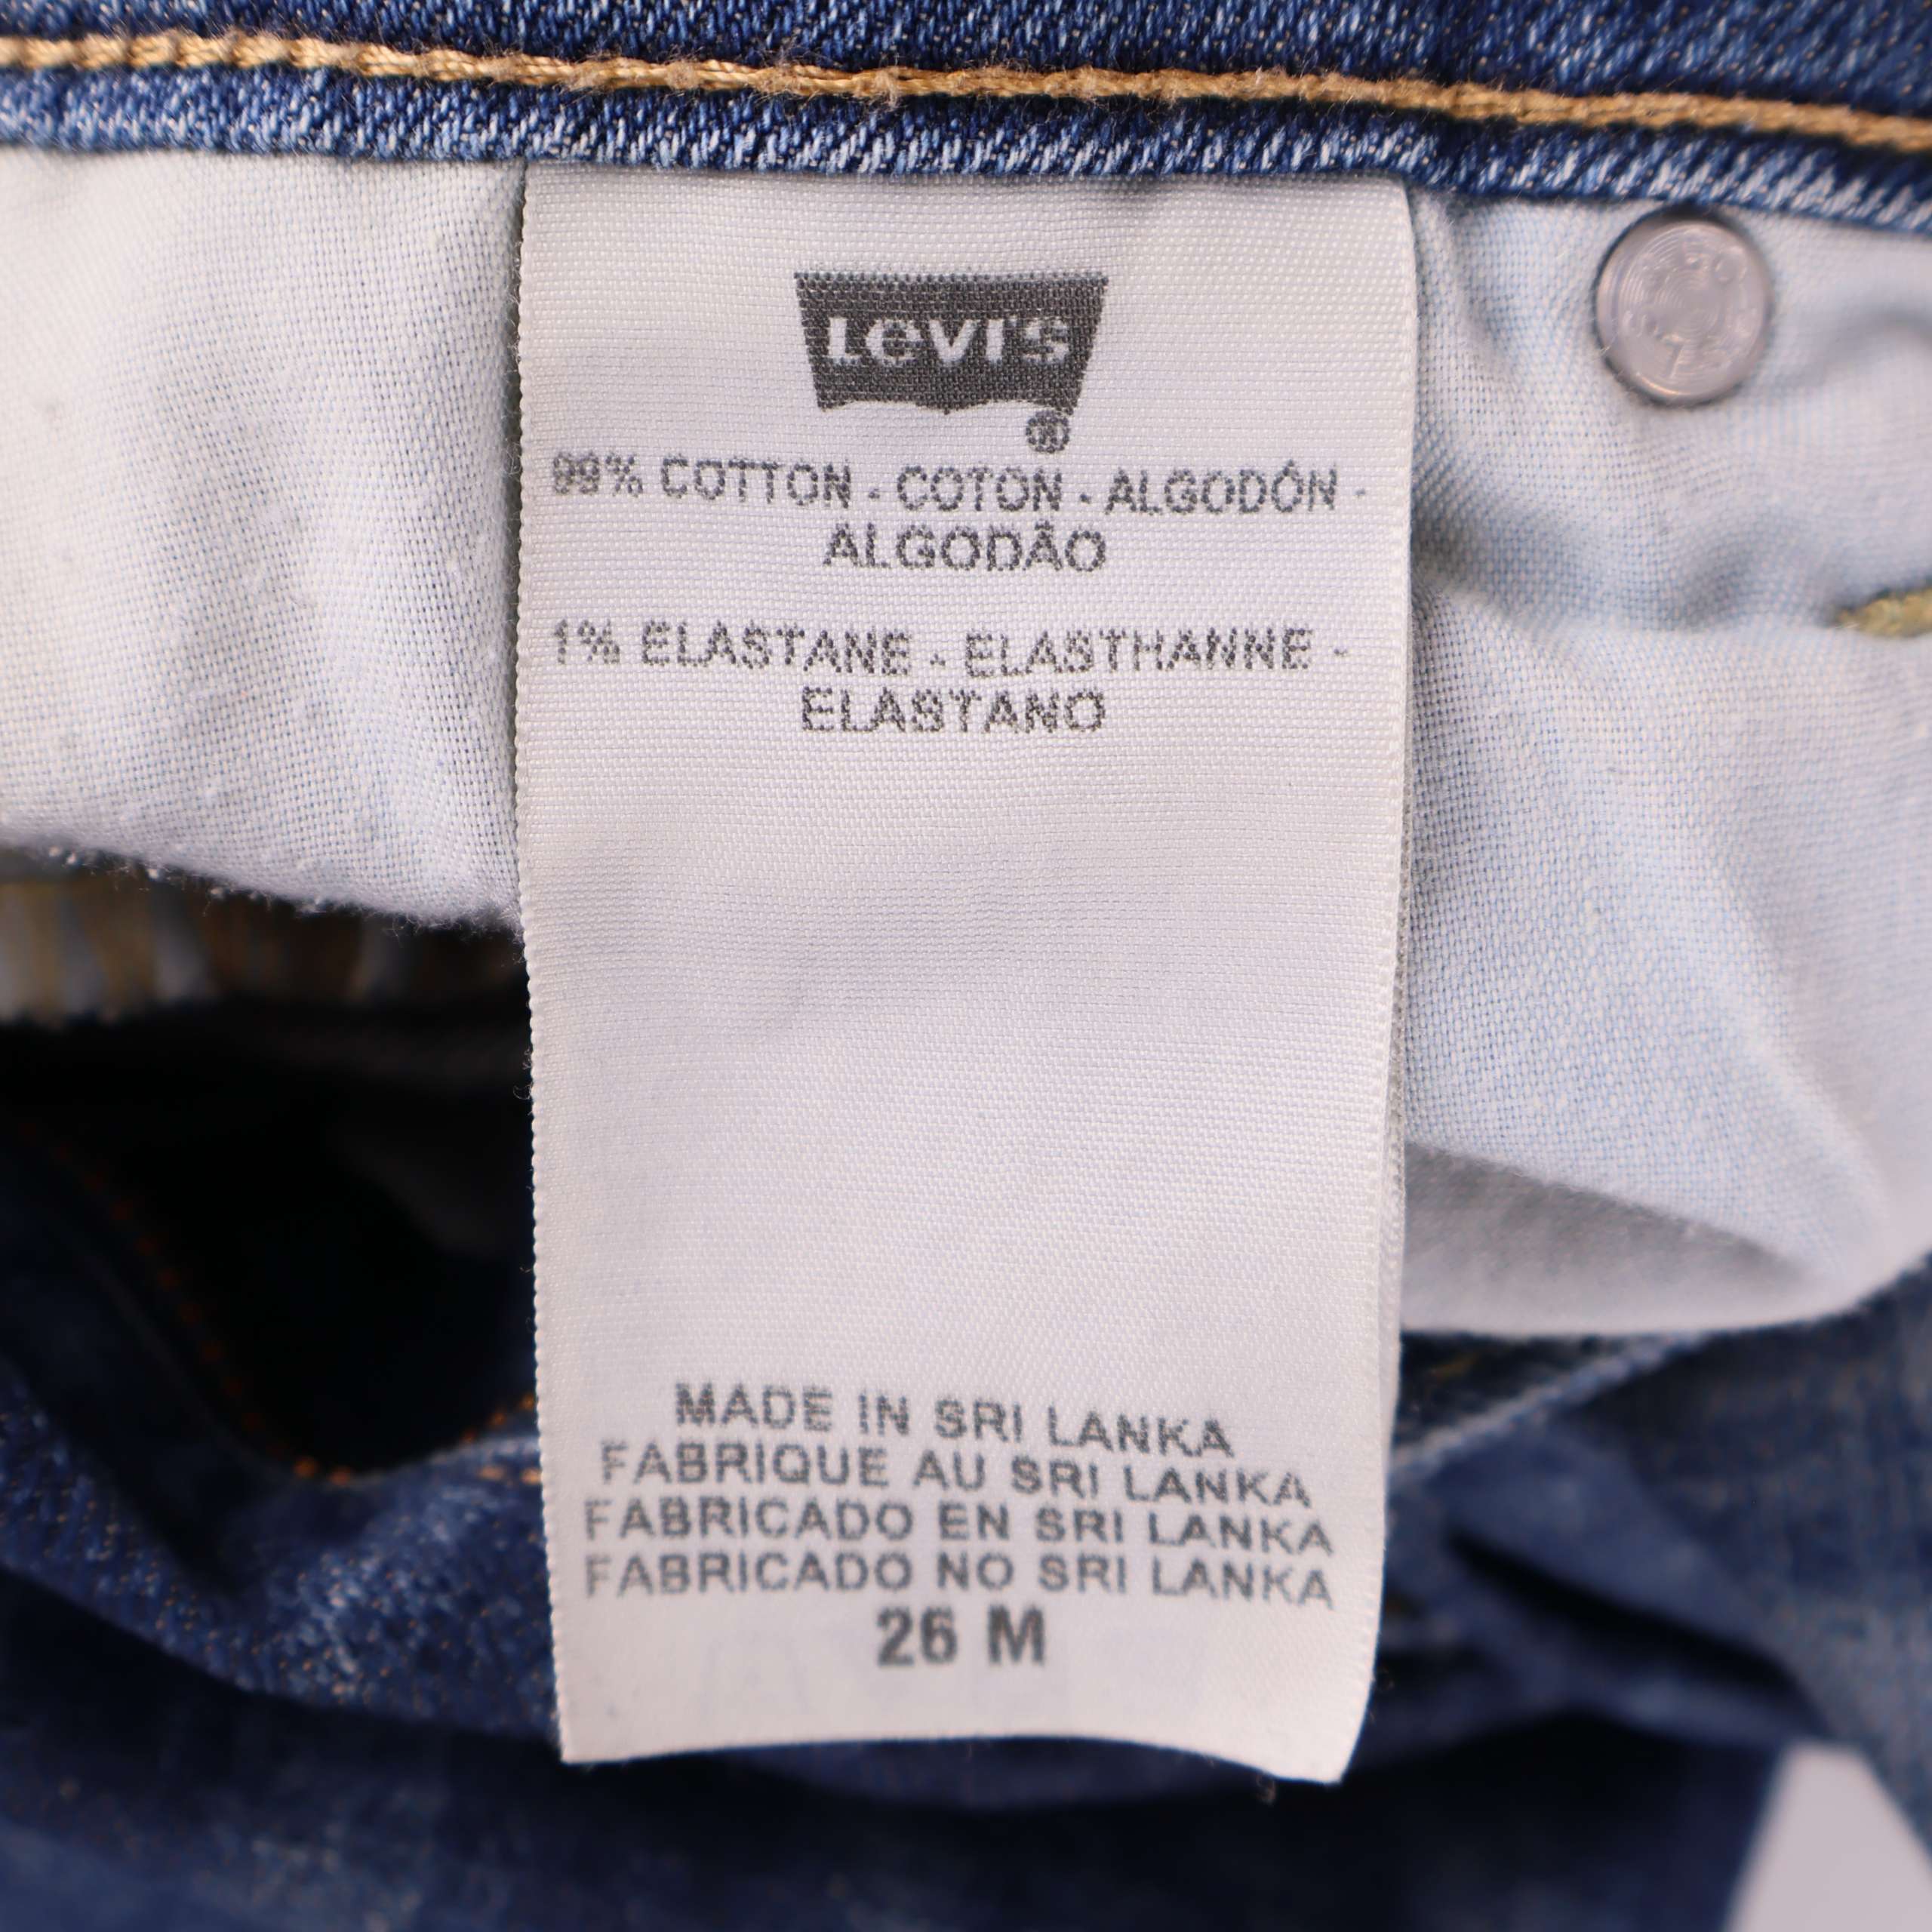 Levi's
®
99% COTTON - COTON - ALGODÓN -
ALGODÃO
1% ELASTANE - ELASTHANNE -
ELASTANO
MADE IN SRI LANKA
FABRIQUE AU SRI LANKA
FABRICADO EN SRI LANKA
FABRICADO NO SRI LANKA
26 M